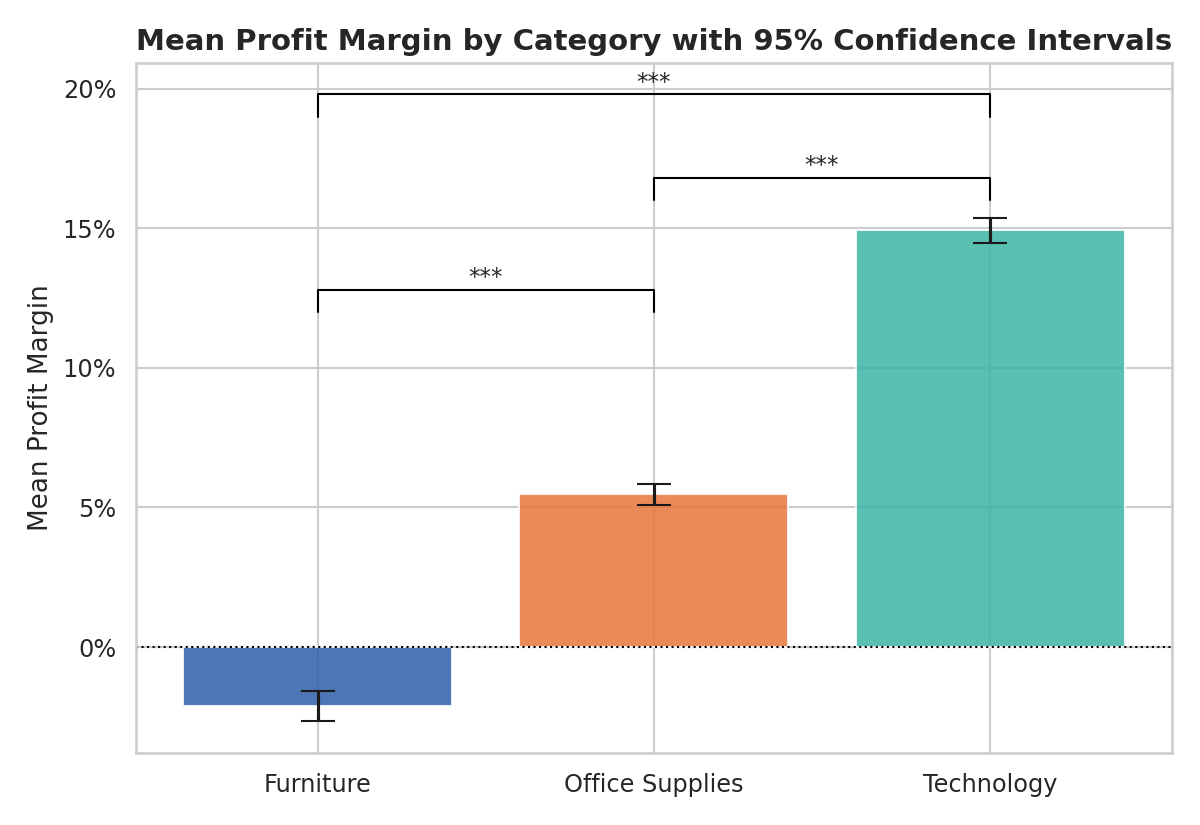 Mean Profit Margin by Category with 95% Confidence Intervals
Mean Profit Margin
20%
15%
10%
5%
0%
***
***
***
Furniture
Office Supplies
Technology